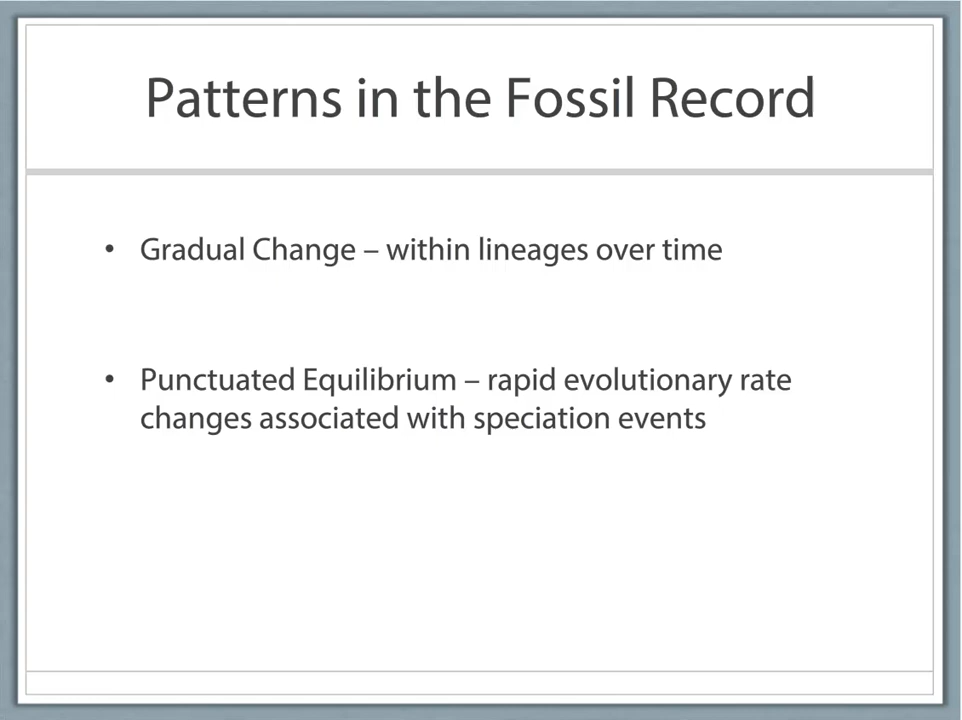 Patterns in the Fossil Record
• Gradual Change – within lineages over time
• Punctuated Equilibrium – rapid evolutionary rate
changes associated with speciation events